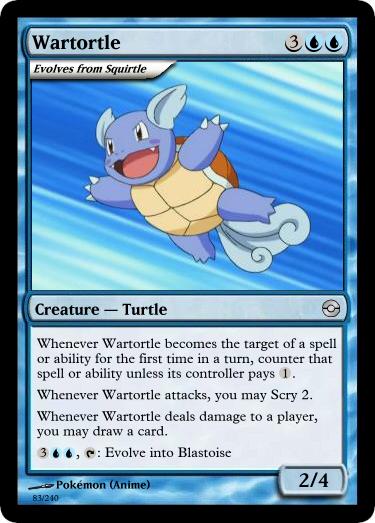 Wartortle 3
Evolves from Squirtle
Creature — Turtle
Whenever Wartortle becomes the target of a spell
or ability for the first time in a turn, counter that
spell or ability unless its controller pays 1.
Whenever Wartortle attacks, you may Scry 2.
Whenever Wartortle deals damage to a player,
you may draw a card.
3, : Evolve into Blastoise
2/4
Pokémon (Anime)
83/240